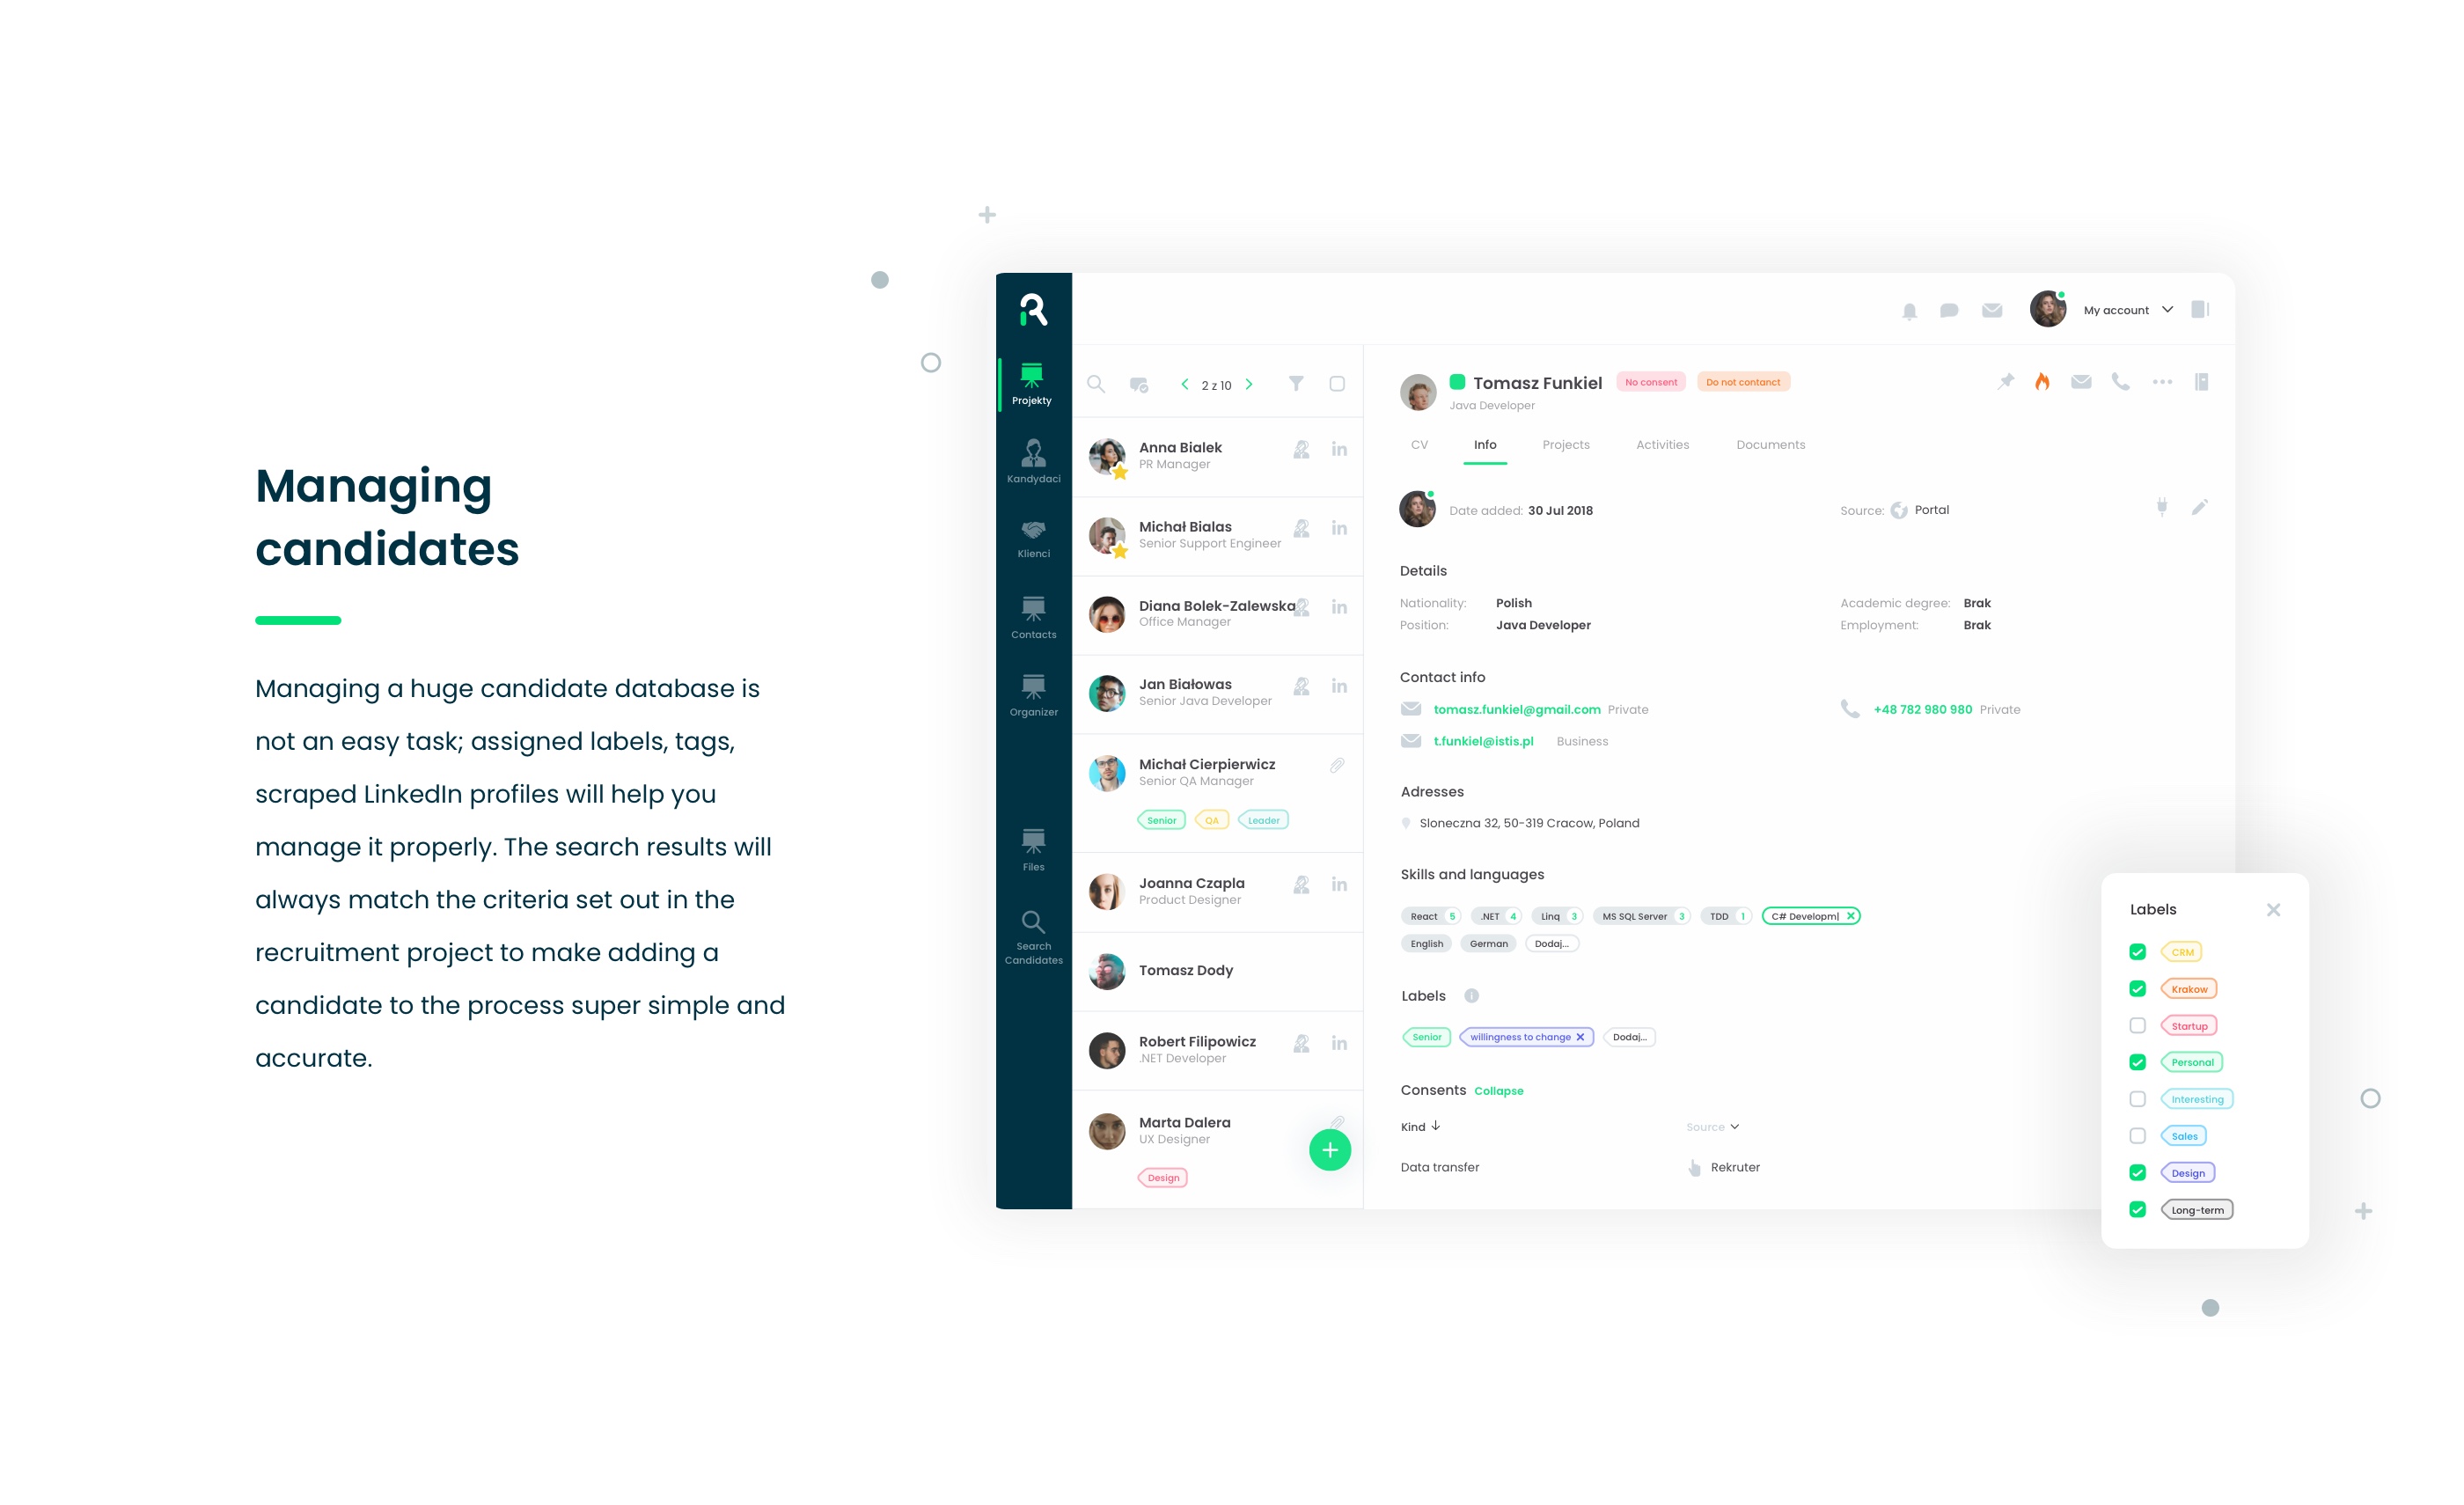 Managing
candidates
Managing a huge candidate database is
not an easy task; assigned labels, tags,
scraped LinkedIn profiles will help you
manage it properly. The search results will
always match the criteria set out in the
recruitment project to make adding a
candidate to the process super simple and
accurate.
R
Projekty
Kandydaci
Klienci
Contacts
Organizer
Files
Search
Candidates
My account
2 z 10
Anna Bialek
PR Manager
in
Michał Bialas
Senior Support Engineer
in
Diana Bolek-Zalewska
Office Manager
in
Jan Białowas
Senior Java Developer
in
Michał Cierpierwicz
Senior QA Manager
Senior QA Leader
Joanna Czapla
Product Designer
in
Tomasz Dody
Robert Filipowicz
.NET Developer
in
Marta Dalera
UX Designer
Design
Tomasz Funkiel No consent Do not contanct
Java Developer
CV Info Projects Activities Documents
Date added: 30 Jul 2018 Source: Portal
Details
Nationality: Polish Academic degree: Brak
Position: Java Developer Employment: Brak
Contact info
tomasz.funkiel@gmail.com Private +48 782 980 980 Private
t.funkiel@istis.pl Business
Adresses
Sloneczna 32, 50-319 Cracow, Poland
Skills and languages
React 5 .NET 4 Linq 3 MS SQL Server 3 TDD 1 C# Developm|
English German Dodaj...
Labels
Senior willingness to change Dodaj...
Consents Collapse
Kind Source
Data transfer Rekruter
Labels
CRM
Krakow
Startup
Personal
Interesting
Sales
Design
Long-term